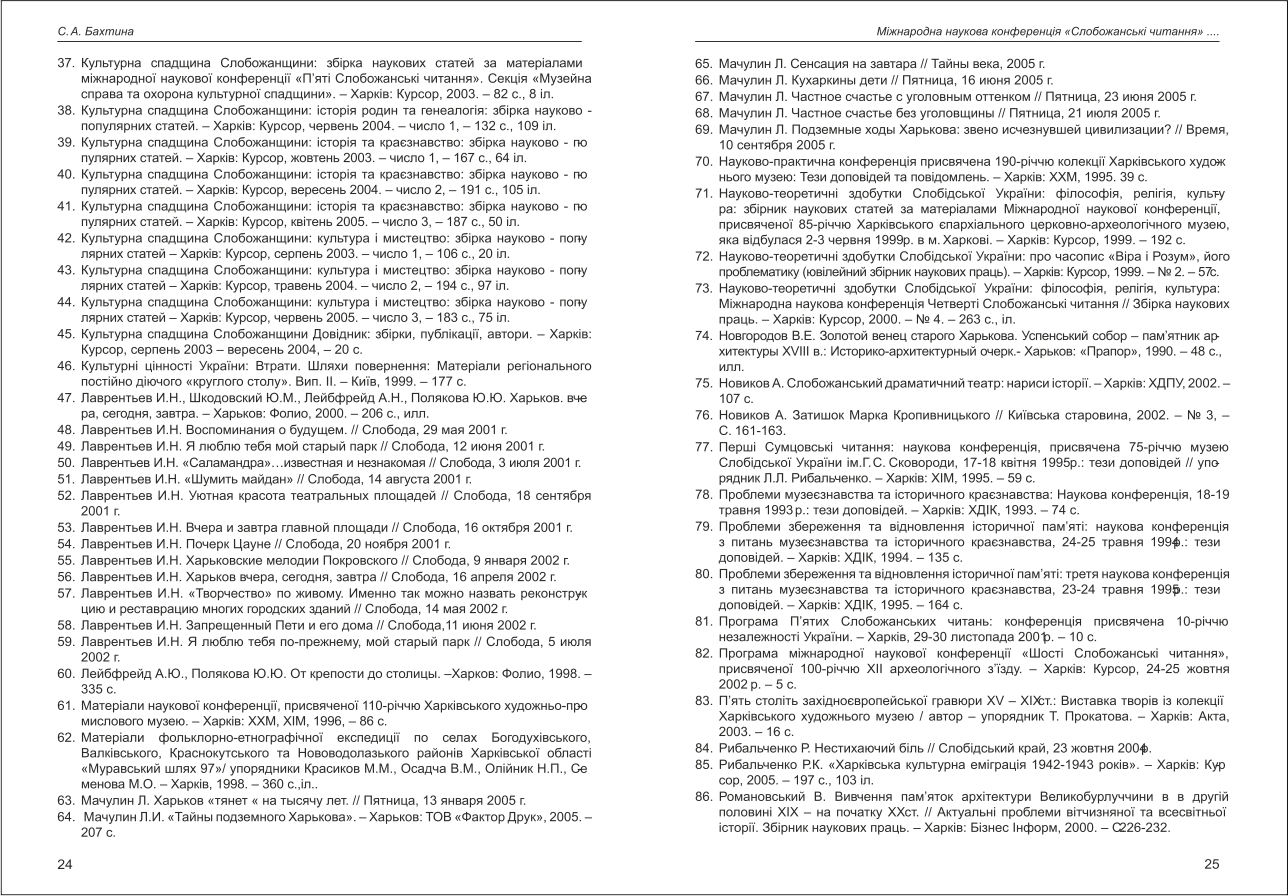 С. А. Бахтина
37. Культурна спадщина Слобожанщини: збірка наукових статей за матеріалами
міжнародної наукової конференції «П’яті Слобожанські читання». Секція «Музейна
справа та охорона культурної спадщини». – Харків: Курсор, 2003. – 82 с., 8 іл.
38. Культурна спадщина Слобожанщини: історія родин та генеалогія: збірка науково -
популярних статей. – Харків: Курсор, червень 2004. – число 1, – 132 с., 109 іл.
39. Культурна спадщина Слобожанщини: історія та краєзнавство: збірка науково - по
пулярних статей. – Харків: Курсор, жовтень 2003. – число 1, – 167 с., 64 іл.
40. Культурна спадщина Слобожанщини: історія та краєзнавство: збірка науково - по
пулярних статей. – Харків: Курсор, вересень 2004. – число 2, – 191 с., 105 іл.
41. Культурна спадщина Слобожанщини: історія та краєзнавство: збірка науково - по
пулярних статей. – Харків: Курсор, квітень 2005. – число 3, – 187 с., 50 іл.
42. Культурна спадщина Слобожанщини: культура і мистецтво: збірка науково - попу
лярних статей. – Харків: Курсор, серпень 2003. – число 1, – 106 с., 20 іл.
43. Культурна спадщина Слобожанщини: культура і мистецтво: збірка науково - попу
лярних статей. – Харків: Курсор, травень 2004. – число 2, – 194 с., 97 іл.
44. Культурна спадщина Слобожанщини: культура і мистецтво: збірка науково - попу
лярних статей. – Харків: Курсор, червень 2005. – число 3, – 183 с., 75 іл.
45. Культурна спадщина Слобожанщини Довідник: збірки, публікації, автори. – Харків:
Курсор, серпень 2003 – вересень 2004, – 20 с.
46. Культурні цінності України: Втрати. Шляхи повернення: Матеріали регіонального
постійно діючого «круглого столу». Вип. II. – Київ, 1999. – 177 с.
47. Лаврентьев И.Н., Шкодовский Ю.М., Лейбфрейд А.Н., Полякова Ю.Ю. Харьков. вче
ра, сегодня, завтра. – Харьков: Фолио, 2000. – 206 с., илл.
48. Лаврентьев И.Н. Воспоминания о будущем. // Слобода, 29 мая 2001 г.
49. Лаврентьев И.Н. Я люблю тебя мой старый парк // Слобода, 12 июня 2001 г.
50. Лаврентьев И.Н. «Саламандра»…известная и незнакомая // Слобода, 3 июля 2001 г.
51. Лаврентьев И.Н. «Шумить майдан» // Слобода, 14 августа 2001 г.
52. Лаврентьев И.Н. Уютная красота театральных площадей // Слобода, 18 сентября
2001 г.
53. Лаврентьев И.Н. Вчера и завтра главной площади // Слобода, 16 октября 2001 г.
54. Лаврентьев И.Н. Почерк Цауне // Слобода, 20 ноября 2001 г.
55. Лаврентьев И.Н. Харьковские мелодии Покровского // Слобода, 9 января 2002 г.
56. Лаврентьев И.Н. Харьков вчера, сегодня, завтра // Слобода, 16 апреля 2002 г.
57. Лаврентьев И.Н. «Творчество» по живому. Именно так можно назвать реконструк
цию и реставрацию многих городских зданий // Слобода, 14 мая 2002 г.
58. Лаврентьев И.Н. Запрещенный Пети и его дома // Слобода,11 июня 2002 г.
59. Лаврентьев И.Н. Я люблю тебя по-прежнему, мой старый парк // Слобода, 5 июля
2002 г.
60. Лейбфрейд А.Ю., Полякова Ю.Ю. От крепости до столицы. –Харков: Фолио, 1998. –
335 с.
61. Матеріали наукової конференції, присвяченої 110-річчю Харківського художньо-про
мислового музею. – Харків: ХХМ, ХІМ, 1996, – 86 с.
62. Матеріали фольклорно-етнографічної експедиції по селах Богодухівського,
Валківського, Краснокутського та Нововодолазького районів Харківської області
«Муравський шлях 97»/ упорядники Красиков М.М., Осадча В.М., Олійник Н.П., Се
менова М.О. – Харків, 1998. – 360 с.,іл..
63. Мачулин Л. Харьков «тянет « на тысячу лет. // Пятница, 13 января 2005 г.
64. Мачулин Л.И. «Тайны подземного Харькова». – Харьков: ТОВ «Фактор Друк», 2005. –
207 с.
24
Міжнародна наукова конференція «Слобожанські читання» ....
65. Мачулин Л. Сенсация на завтара // Тайны века, 2005 г.
66. Мачулин Л. Кухаркины дети // Пятница, 16 июня 2005 г.
67. Мачулин Л. Частное счастье с уголовным оттенком // Пятница, 23 июня 2005 г.
68. Мачулин Л. Частное счастье без уголовщины // Пятница, 21 июля 2005 г.
69. Мачулин Л. Подземные ходы Харькова: звено исчезнувшей цивилизации? // Время,
10 сентября 2005 г.
70. Науково-практична конференція присвячена 190-річчю колекції Харківського худож
нього музею: Тези доповідей та повідомлень. – Харків: ХХМ, 1995. 39 с.
71. Науково-теоретичні здобутки Слобідської України: філософія, релігія, культу
ра: збірник наукових статей за матеріалами Міжнародної наукової конференції,
присвяченої 85-річчю Харківського єпархіального церковно-археологічного музею,
яка відбулася 2-3 червня 1999р. в м. Харкові. – Харків: Курсор, 1999. – 192 с.
72. Науково-теоретичні здобутки Слобідської України: про часопис «Віра і Розум», його
проблематику (ювілейний збірник наукових праць). – Харків: Курсор, 1999. – № 2. – 57с.
73. Науково-теоретичні здобутки Слобідської України: філософія, релігія, культура:
Міжнародна наукова конференція Четверті Слобожанські читання // Збірка наукових
праць. – Харків: Курсор, 2000. – № 4. – 263 с., іл.
74. Новгородов В.Е. Золотой венец старого Харькова. Успенський собор – пам’ятник ар-
хитектуры XVIII в.: Историко-архитектурный очерк.- Харьков: «Прапор», 1990. – 48 с.,
илл.
75. Новиков А. Слобожанський драматичний театр: нариси історії. – Харків: ХДПУ, 2002. –
107 с.
76. Новиков А. Затишок Марка Кропивницького // Київська старовина, 2002. – № 3, –
С. 161-163.
77. Перші Сумцовські читання: наукова конференція, присвячена 75-річчю музею
Слобідської України ім.Г. С. Сковороди, 17-18 квітня 1995р.: тези доповідей // упо-
рядник Л.Л. Рибальченко. – Харків: ХІМ, 1995. – 59 с.
78. Проблеми музеєзнавства та історичного краєзнавства: Наукова конференція, 18-19
травня 1993 р.: тези доповідей. – Харків: ХДІК, 1993. – 74 с.
79. Проблеми збереження та відновлення історичної пам’яті: наукова конференція
з питань музеєзнавства та історичного краєзнавства, 24-25 травня 1994р.: тези
доповідей. – Харків: ХДІК, 1994. – 135 с.
80. Проблеми збереження та відновлення історичної пам’яті: третя наукова конференція
з питань музеєзнавства та історичного краєзнавства, 23-24 травня 1995р.: тези
доповідей. – Харків: ХДІК, 1995. – 164 с.
81. Програма П’ятих Слобожанських читань: конференція присвячена 10-річчю
незалежності України. – Харків, 29-30 листопада 2001р. – 10 с.
82. Програма міжнародної наукової конференції «Шості Слобожанські читання»,
присвяченої 100-річчю XII археологічного з’їзду. – Харків: Курсор, 24-25 жовтня
2002 р. – 5 с.
83. П’ять століть західноєвропейської гравюри XV – XIXст.: Виставка творів із колекції
Харківського художнього музею / автор – упорядник Т. Прокатова. – Харків: Акта,
2003. – 16 с.
84. Рибальченко Р. Нестихаючий біль // Слобідський край, 23 жовтня 2004р.
85. Рибальченко Р.К. «Харківська культурна еміграція 1942-1943 років». – Харків: Кур-
сор, 2005. – 197 с., 103 іл.
86. Романовський В. Вивчення пам’яток архітектури Великобурлуччини в в другій
половині XIX – на початку XXст. // Актуальні проблеми вітчизняної та всесвітньої
історії. Збірник наукових праць. – Харків: Бізнес Інформ, 2000. – С226-232.
25